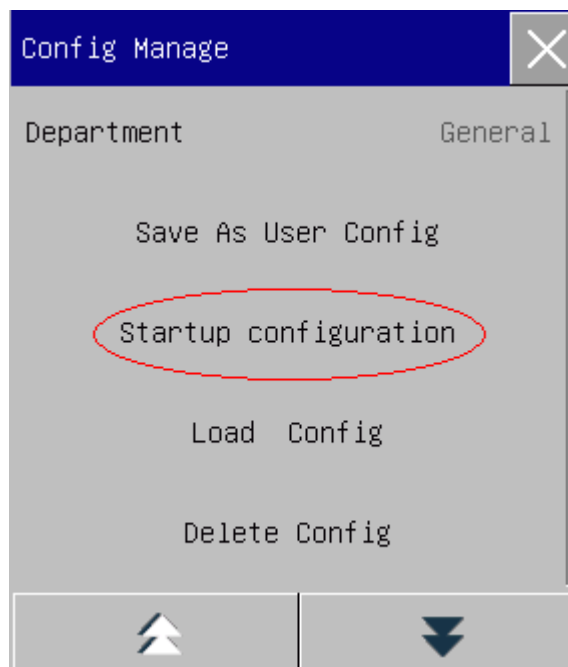 Config Manage
Department General
Save As User Config
Startup configuration
Load Config
Delete Config